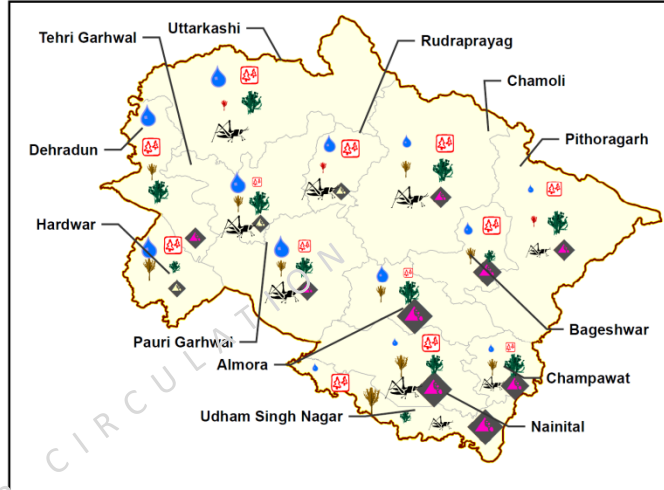 Uttarkashi
Tehri Garhwal
Rudraprayag
Chamoli
Pithoragarh
Dehradun
Hardwar
Pauri Garhwal
Bageshwar
Almora
Champawat
Udham Singh Nagar
Nainital
CIRCULATION